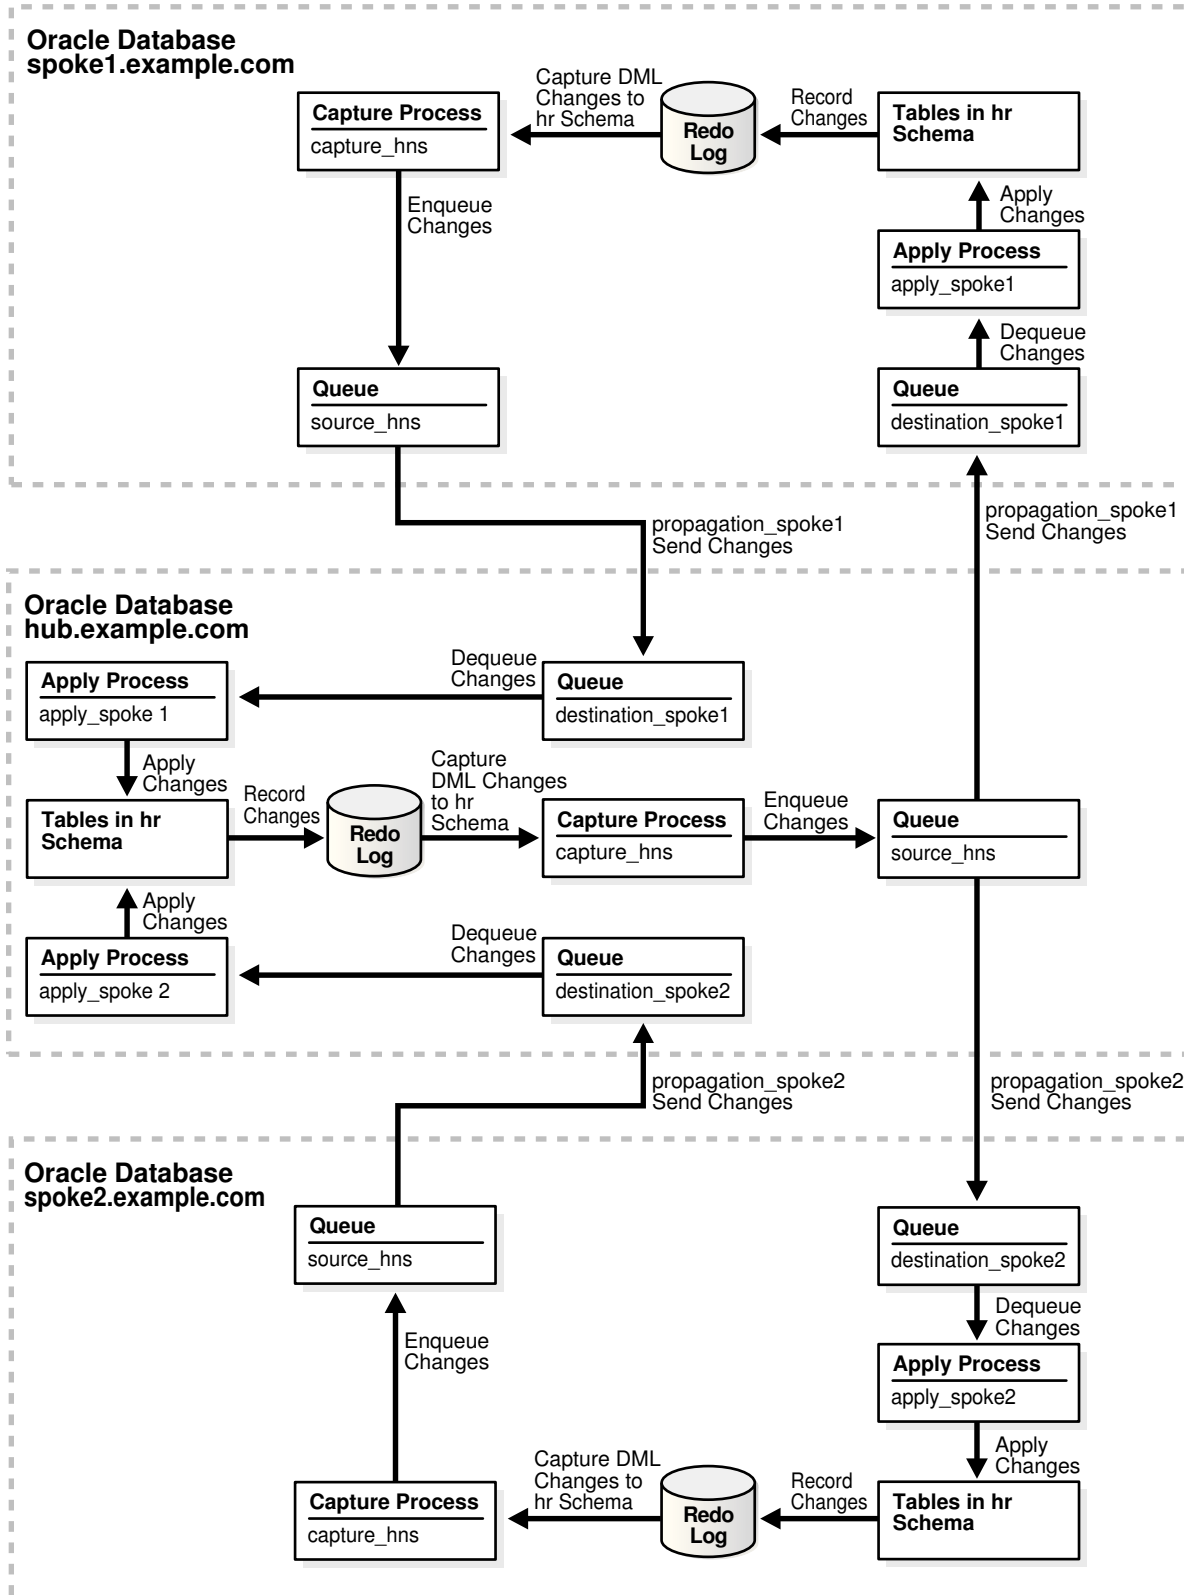 Oracle Database
spoke1.example.com
Capture Process
capture_hns
Capture DML
Changes to
hr Schema
Redo
Log
Record
Changes
Tables in hr
Schema
Enqueue
Changes
Apply
Changes
Apply Process
apply_spoke1
Dequeue
Changes
Queue
source_hns
Queue
destination_spoke1
propagation_spoke1
Send Changes
propagation_spoke1
Send Changes
Oracle Database
hub.example.com
Apply Process
apply_spoke 1
Dequeue
Changes
Queue
destination_spoke1
Apply
Changes
Tables in hr
Schema
Record
Changes
Redo
Log
Capture
DML Changes
to hr
Schema
Capture Process
capture_hns
Enqueue
Changes
Queue
source_hns
Apply
Changes
Apply Process
apply_spoke 2
Dequeue
Changes
Queue
destination_spoke2
propagation_spoke2
Send Changes
propagation_spoke2
Send Changes
Oracle Database
spoke2.example.com
Queue
source_hns
Queue
destination_spoke2
Enqueue
Changes
Dequeue
Changes
Apply Process
apply_spoke2
Apply
Changes
Capture Process
capture_hns
Capture DML
Changes to
hr Schema
Redo
Log
Record
Changes
Tables in hr
Schema